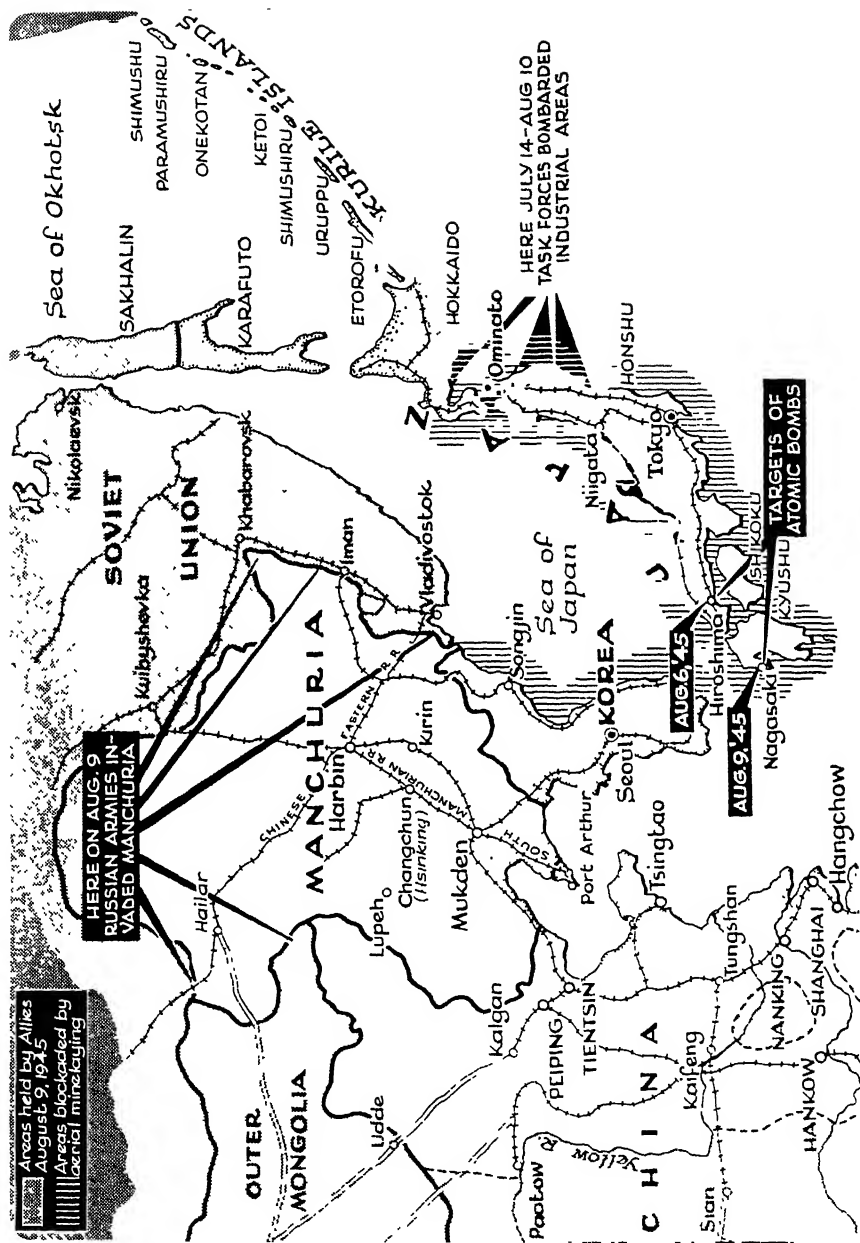 Areas held by Allies
August 9, 1945
Areas blockaded by
aerial minelaying
HERE ON AUG. 9
RUSSIAN ARMIES IN-
VADED MANCHURIA
SOVIET
UNION
Nikolaevsk
Sea of Okhotsk
SAKHALIN
KARAFUTO
SHIMUSHU
PARAMUSHIRU
ONEKOTAN
KETOI
SHIMUSHIRU
URUPPU
ETOROFU
KURILE ISLANDS
Kuibyshevka
Khabarovsk
Hailar
OUTER
MONGOLIA
MANCHURIA
CHINESE EASTERN R.R.
Harbin
Iman
Vladivostok
Kirin
Lupeh
Changchun
(Hsinking)
SOUTH MANCHURIAN R.R.
Mukden
Udde
Kalgan
PEIPING
TIENTSIN
Port Arthur
Songjin
Sea of
Japan
KOREA
Seoul
HOKKAIDO
Ominato
HERE JULY 14-AUG 10
TASK FORCES BOMBARDED
INDUSTRIAL AREAS
JAPAN
Niigata
HONSHU
Tokyo
Paotow
Yellow R.
CHINA
Kaifeng
Sian
Tsingtao
Tungshan
NANKING
SHANGHAI
HANKOW
Hangchow
AUG.6,'45
Hiroshima
AUG.9,'45
Nagasaki
SHIKOKU
KYUSHU
TARGETS OF
ATOMIC BOMBS